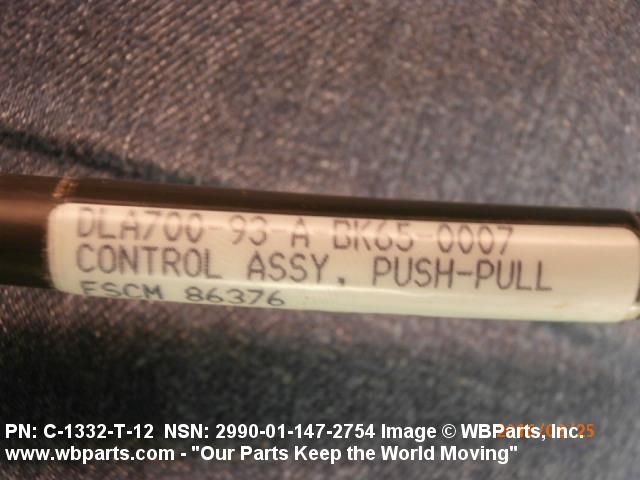 DLA700-93-A BK65-0007
CONTROL ASSY, PUSH-PULL
FSCM 86376
PN: C-1332-T-12 NSN: 2990-01-147-2754 Image © WBParts, Inc.
www.wbparts.com - "Our Parts Keep the World Moving"